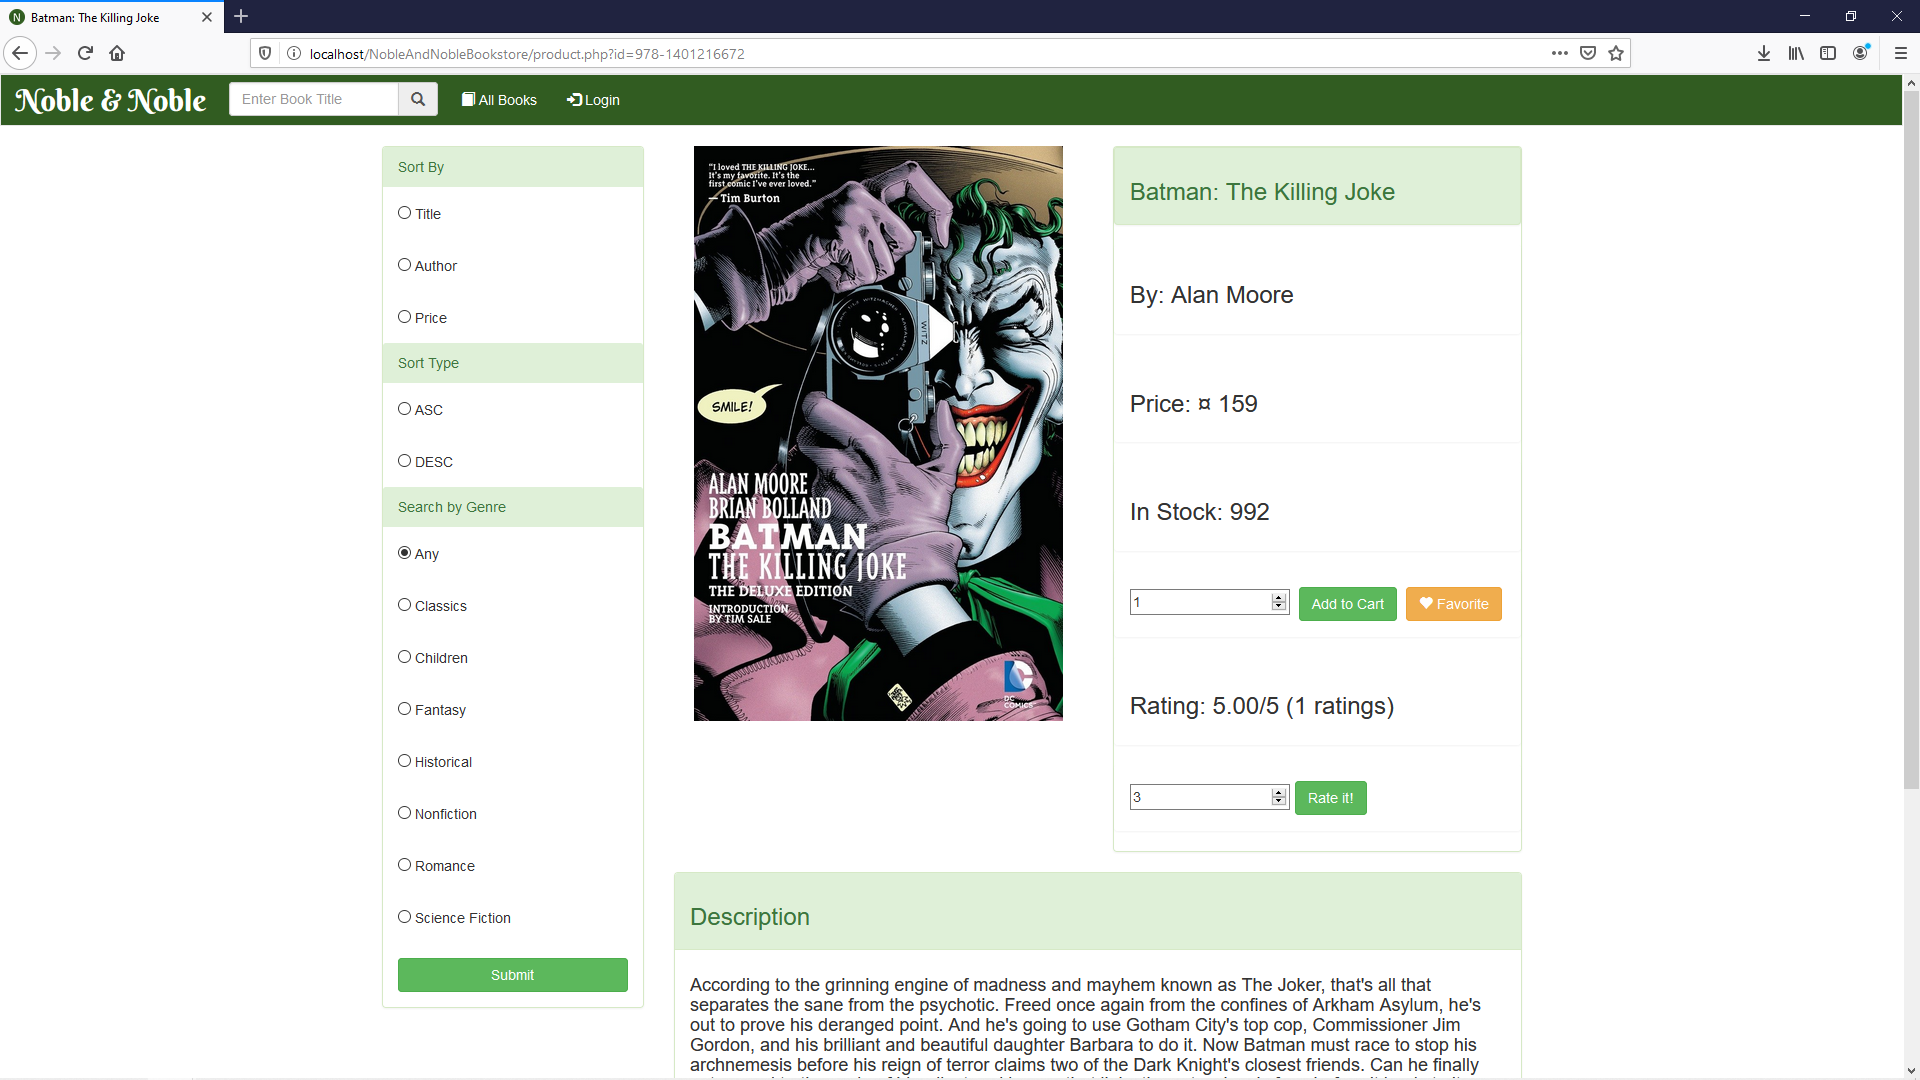 Batman: The Killing Joke
localhost/NobleAndNobleBookstore/product.php?id=978-1401216672
Noble & Noble
Enter Book Title
All Books
Login
Sort By
Title
Author
Price
Sort Type
ASC
DESC
Search by Genre
Any
Classics
Children
Fantasy
Historical
Nonfiction
Romance
Science Fiction
Submit
"I loved THE KILLING JOKE...
It's my favorite. It's the
first comic I've ever loved."
— Tim Burton
WITZ
SMILE!
ALAN MOORE
BRIAN BOLLAND
BATMAN
THE KILLING JOKE
THE DELUXE EDITION
INTRODUCTION
BY TIM SALE
DC
COMICS
Batman: The Killing Joke
By: Alan Moore
Price: ¤ 159
In Stock: 992
1
Add to Cart
Favorite
Rating: 5.00/5 (1 ratings)
3
Rate it!
Description
According to the grinning engine of madness and mayhem known as The Joker, that's all that
separates the sane from the psychotic. Freed once again from the confines of Arkham Asylum, he's
out to prove his deranged point. And he's going to use Gotham City's top cop, Commissioner Jim
Gordon, and his brilliant and beautiful daughter Barbara to do it. Now Batman must race to stop his
archnemesis before his reign of terror claims two of the Dark Knight's closest friends. Can he finally